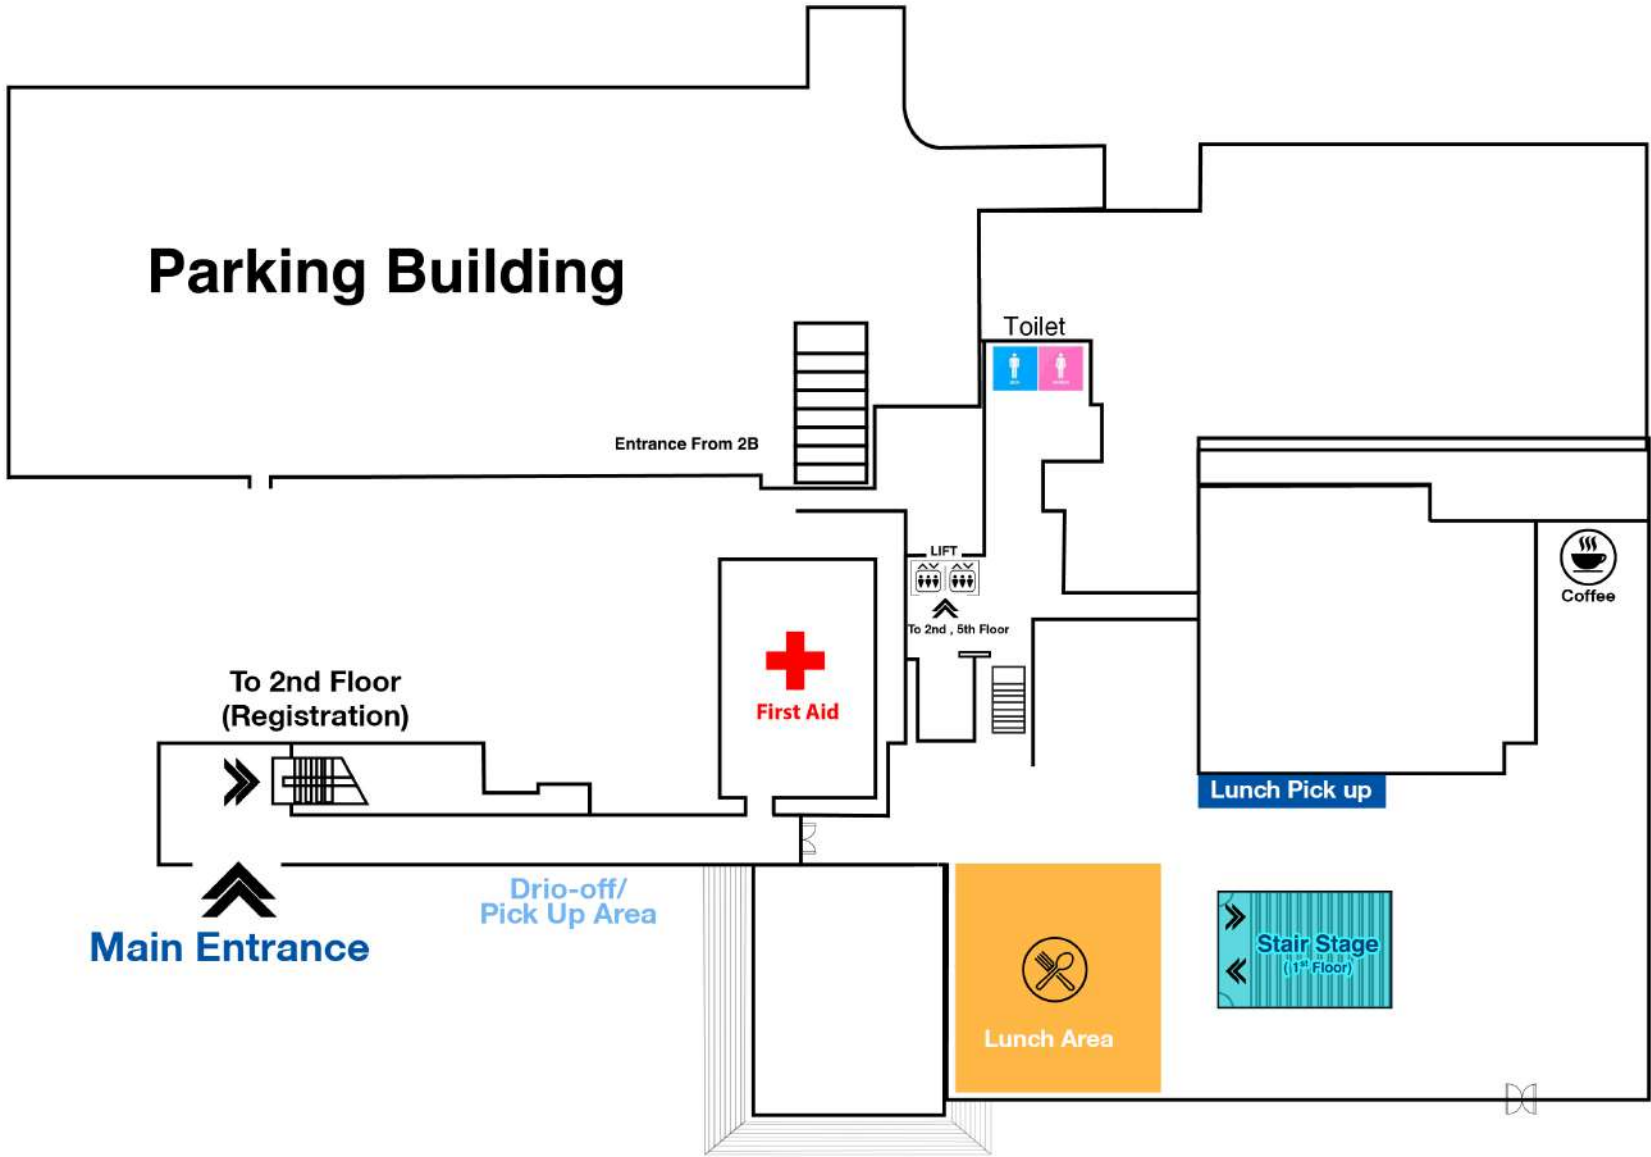 Parking Building
Toilet
Entrance From 2B
LIFT
Coffee
To 2nd , 5th Floor
To 2nd Floor
(Registration)
First Aid
Lunch Pick up
Drio-off/
Pick Up Area
Main Entrance
Stair Stage
(1st Floor)
Lunch Area